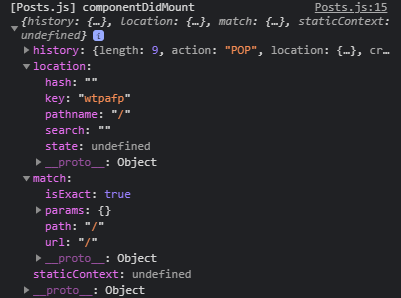 [Posts.js] componentDidMount Posts.js:15
{history: {…}, location: {…}, match: {…}, staticContext:
undefined} i
history: {length: 9, action: "POP", location: {…}, cr…
location:
hash: ""
key: "wtpafp"
pathname: "/"
search: ""
state: undefined
__proto__: Object
match:
isExact: true
params: {}
path: "/"
url: "/"
__proto__: Object
staticContext: undefined
__proto__: Object